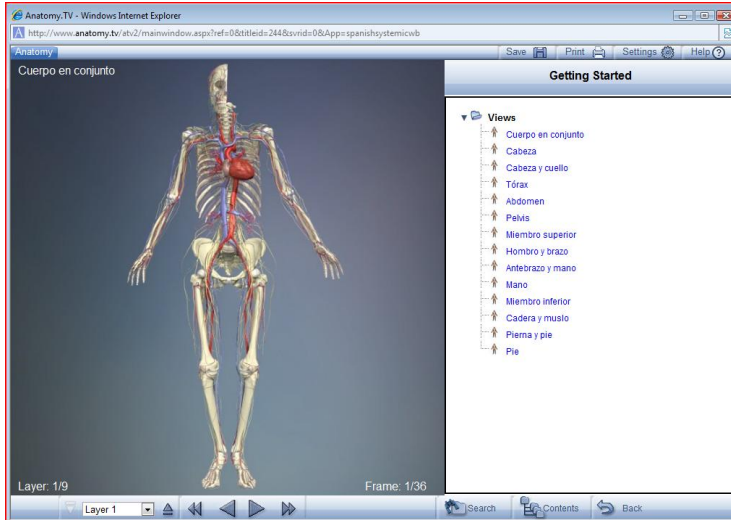 Anatomy.TV - Windows Internet Explorer
http://www.anatomy.tv/atv2/mainwindow.aspx?ref=0&titleid=244&svrid=0&App=spanishsystemicwb
Anatomy
Save Print Settings Help ?
Cuerpo en conjunto
Getting Started
Views
Cuerpo en conjunto
Cabeza
Cabeza y cuello
Tórax
Abdomen
Pelvis
Miembro superior
Hombro y brazo
Antebrazo y mano
Mano
Miembro inferior
Cadera y muslo
Pierna y pie
Pie
Layer: 1/9 Frame: 1/36
Layer 1 Search Contents Back